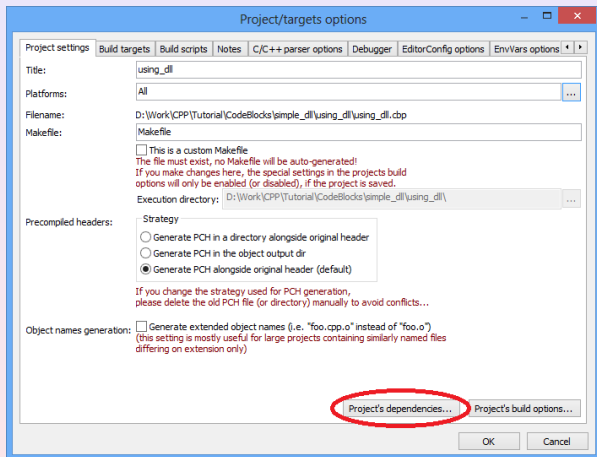 Project/targets options
Project settings Build targets Build scripts Notes C/C++ parser options Debugger EditorConfig options EnvVars options
Title: using_dll
Platforms: All ...
Filename: D:\Work\CPP\Tutorial\CodeBlocks\simple_dll\using_dll\using_dll.cbp
Makefile: Makefile
This is a custom Makefile
The file must exist, no Makefile will be auto-generated!
If you make changes here, the special settings in the projects build
options will only be enabled (or disabled), if the project is saved.
Execution directory: D:\Work\CPP\Tutorial\CodeBlocks\simple_dll\using_dll\ ...
Precompiled headers: Strategy
Generate PCH in a directory alongside original header
Generate PCH in the object output dir
Generate PCH alongside original header (default)
If you change the strategy used for PCH generation,
please delete the old PCH file (or directory) manually to avoid conflicts...
Object names generation: Generate extended object names (i.e. "foo.cpp.o" instead of "foo.o")
(this setting is mostly useful for large projects containing similarly named files
differing on extension only)
Project's dependencies... Project's build options...
OK Cancel